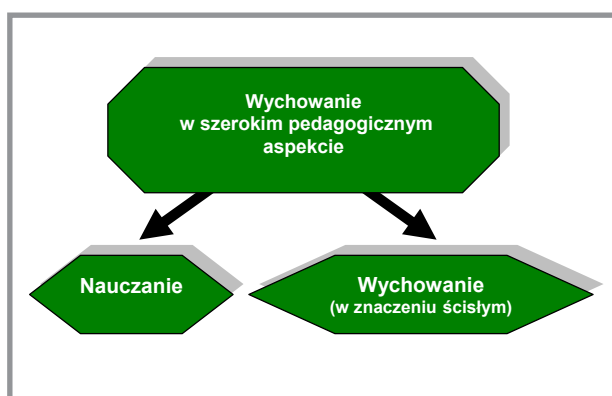 Wychowanie
w szerokim pedagogicznym
aspekcie
Nauczanie
Wychowanie
(w znaczeniu ścisłym)